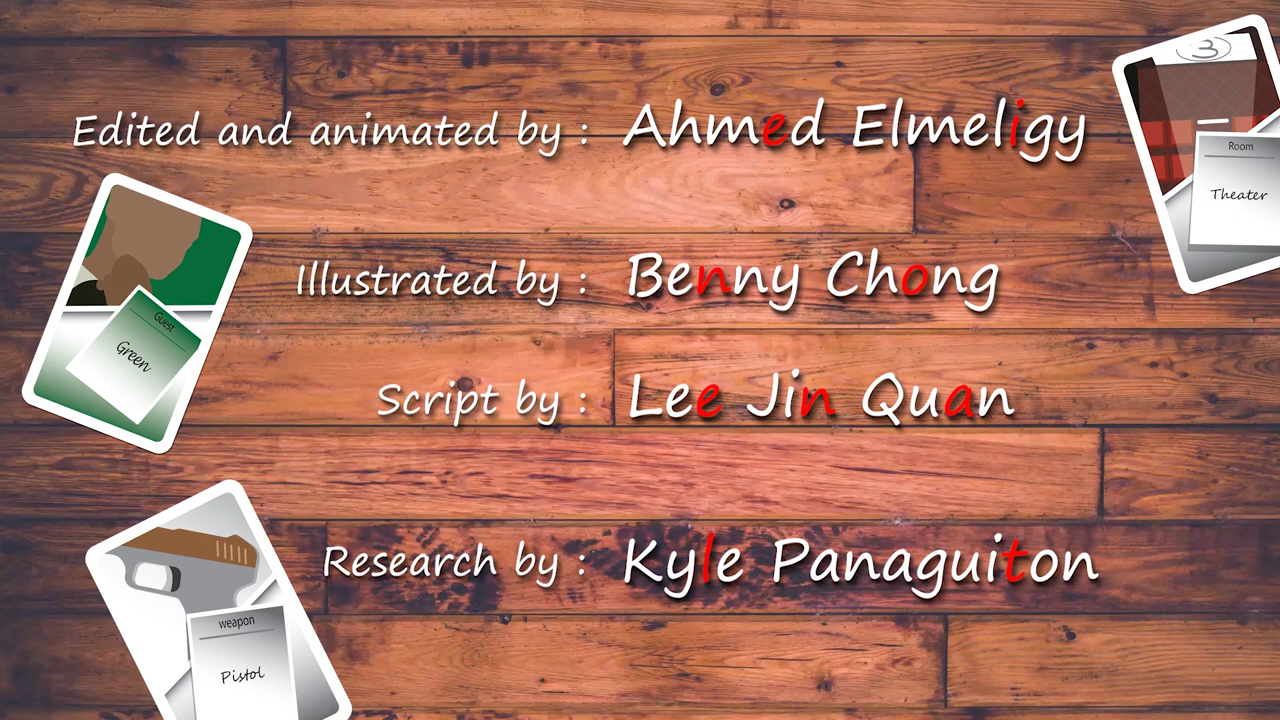 3
Edited and animated by : Ahmed Elmeligy
Room
Theater
Illustrated by : Benny Chong
Guest
Green
Script by : Lee Jin Quan
Research by : Kyle Panaguiton
weapon
Pistol